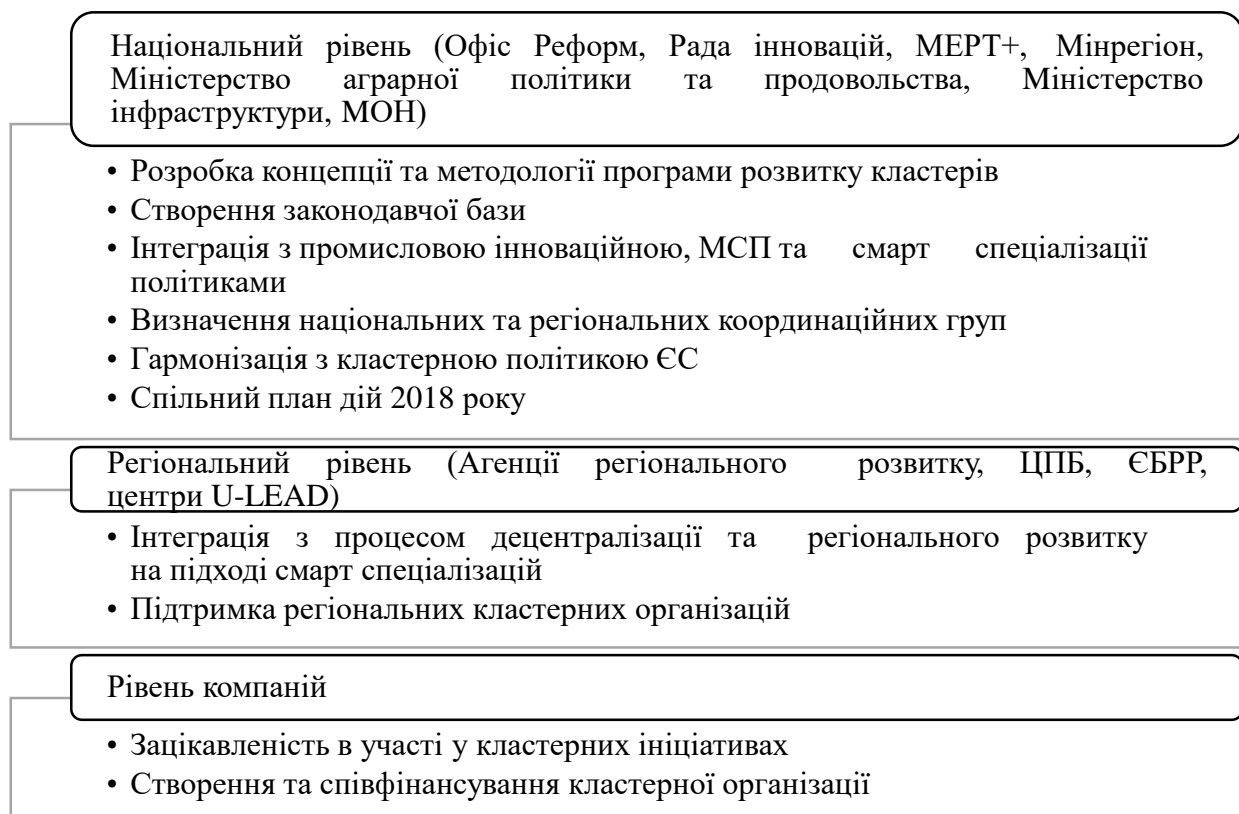 Національний рівень (Офіс Реформ, Рада інновацій, МЕРТ+, Мінрегіон,
Міністерство аграрної політики та продовольства, Міністерство
інфраструктури, МОН)
• Розробка концепції та методології програми розвитку кластерів
• Створення законодавчої бази
• Інтеграція з промисловою інноваційною, МСП та смарт спеціалізації
політиками
• Визначення національних та регіональних координаційних груп
• Гармонізація з кластерною політикою ЄС
• Спільний план дій 2018 року
Регіональний рівень (Агенції регіонального розвитку, ЦПБ, ЄБРР,
центри U-LEAD)
• Інтеграція з процесом децентралізації та регіонального розвитку
на підході смарт спеціалізацій
• Підтримка регіональних кластерних організацій
Рівень компаній
• Зацікавленість в участі у кластерних ініціативах
• Створення та співфінансування кластерної організації